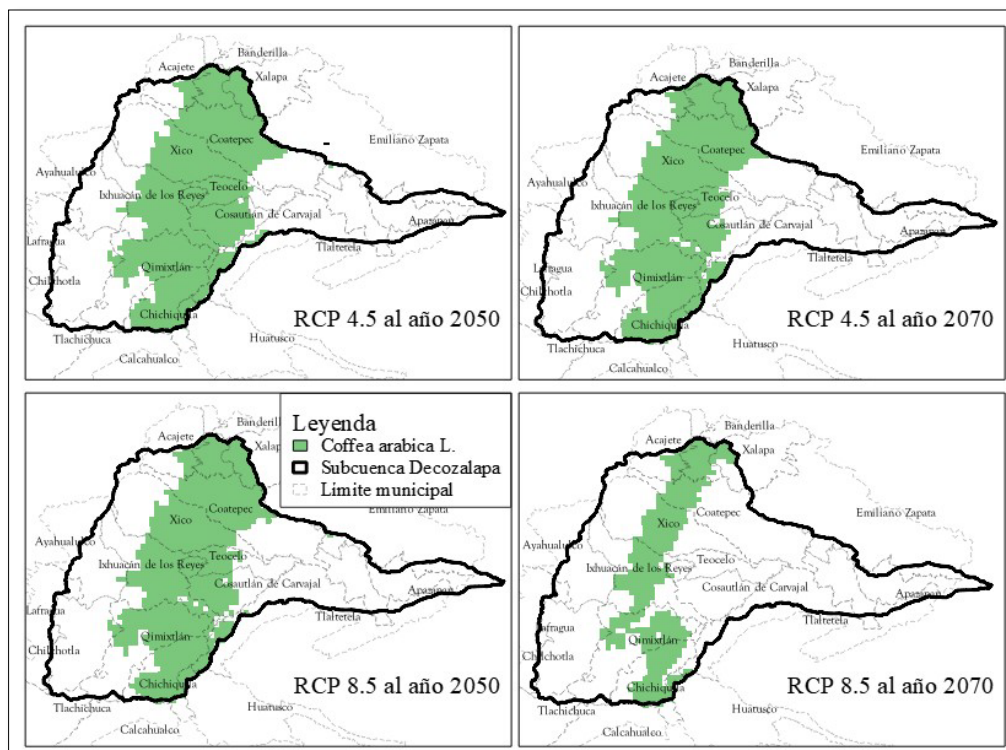 Banderilla
Acajete
Xalapa
Emiliano Zapata
Coatepec
Xico
Ayahualulco
Teocelo
Ixhuacán de los Reyes
Cosautlán de Carvajal
Apazapan
Lafragua
Tlaltetela
Qimixtlán
Chilchotla
Chichiquila
RCP 4.5 al año 2050
Tlachichuca
Huatusco
Calcahualco
Banderilla
Acajete
Xalapa
Emiliano Zapata
Coatepec
Xico
Ayahualulco
Teocelo
Ixhuacán de los Reyes
Cosautlán de Carvajal
Apazapan
Lafragua
Tlaltetela
Qimixtlán
Chilchotla
Chichiquila
RCP 4.5 al año 2070
Tlachichuca
Huatusco
Calcahualco
Leyenda
Coffea arabica L.
Subcuenca Decozalapa
Límite municipal
Acajete
Xalapa
Emiliano Zapata
Coatepec
Xico
Ayahualulco
Teocelo
Ixhuacán de los Reyes
Cosautlán de Carvajal
Apazapan
Lafragua
Tlaltetela
Qimixtlán
Chilchotla
Chichiquila
RCP 8.5 al año 2050
Tlachichuca
Huatusco
Calcahualco
Banderilla
Acajete
Xalapa
Emiliano Zapata
Coatepec
Xico
Ayahualulco
Teocelo
Ixhuacán de los Reyes
Cosautlán de Carvajal
Apazapan
Lafragua
Tlaltetela
Qimixtlán
Chilchotla
Chichiquila
RCP 8.5 al año 2070
Tlachichuca
Huatusco
Calcahualco